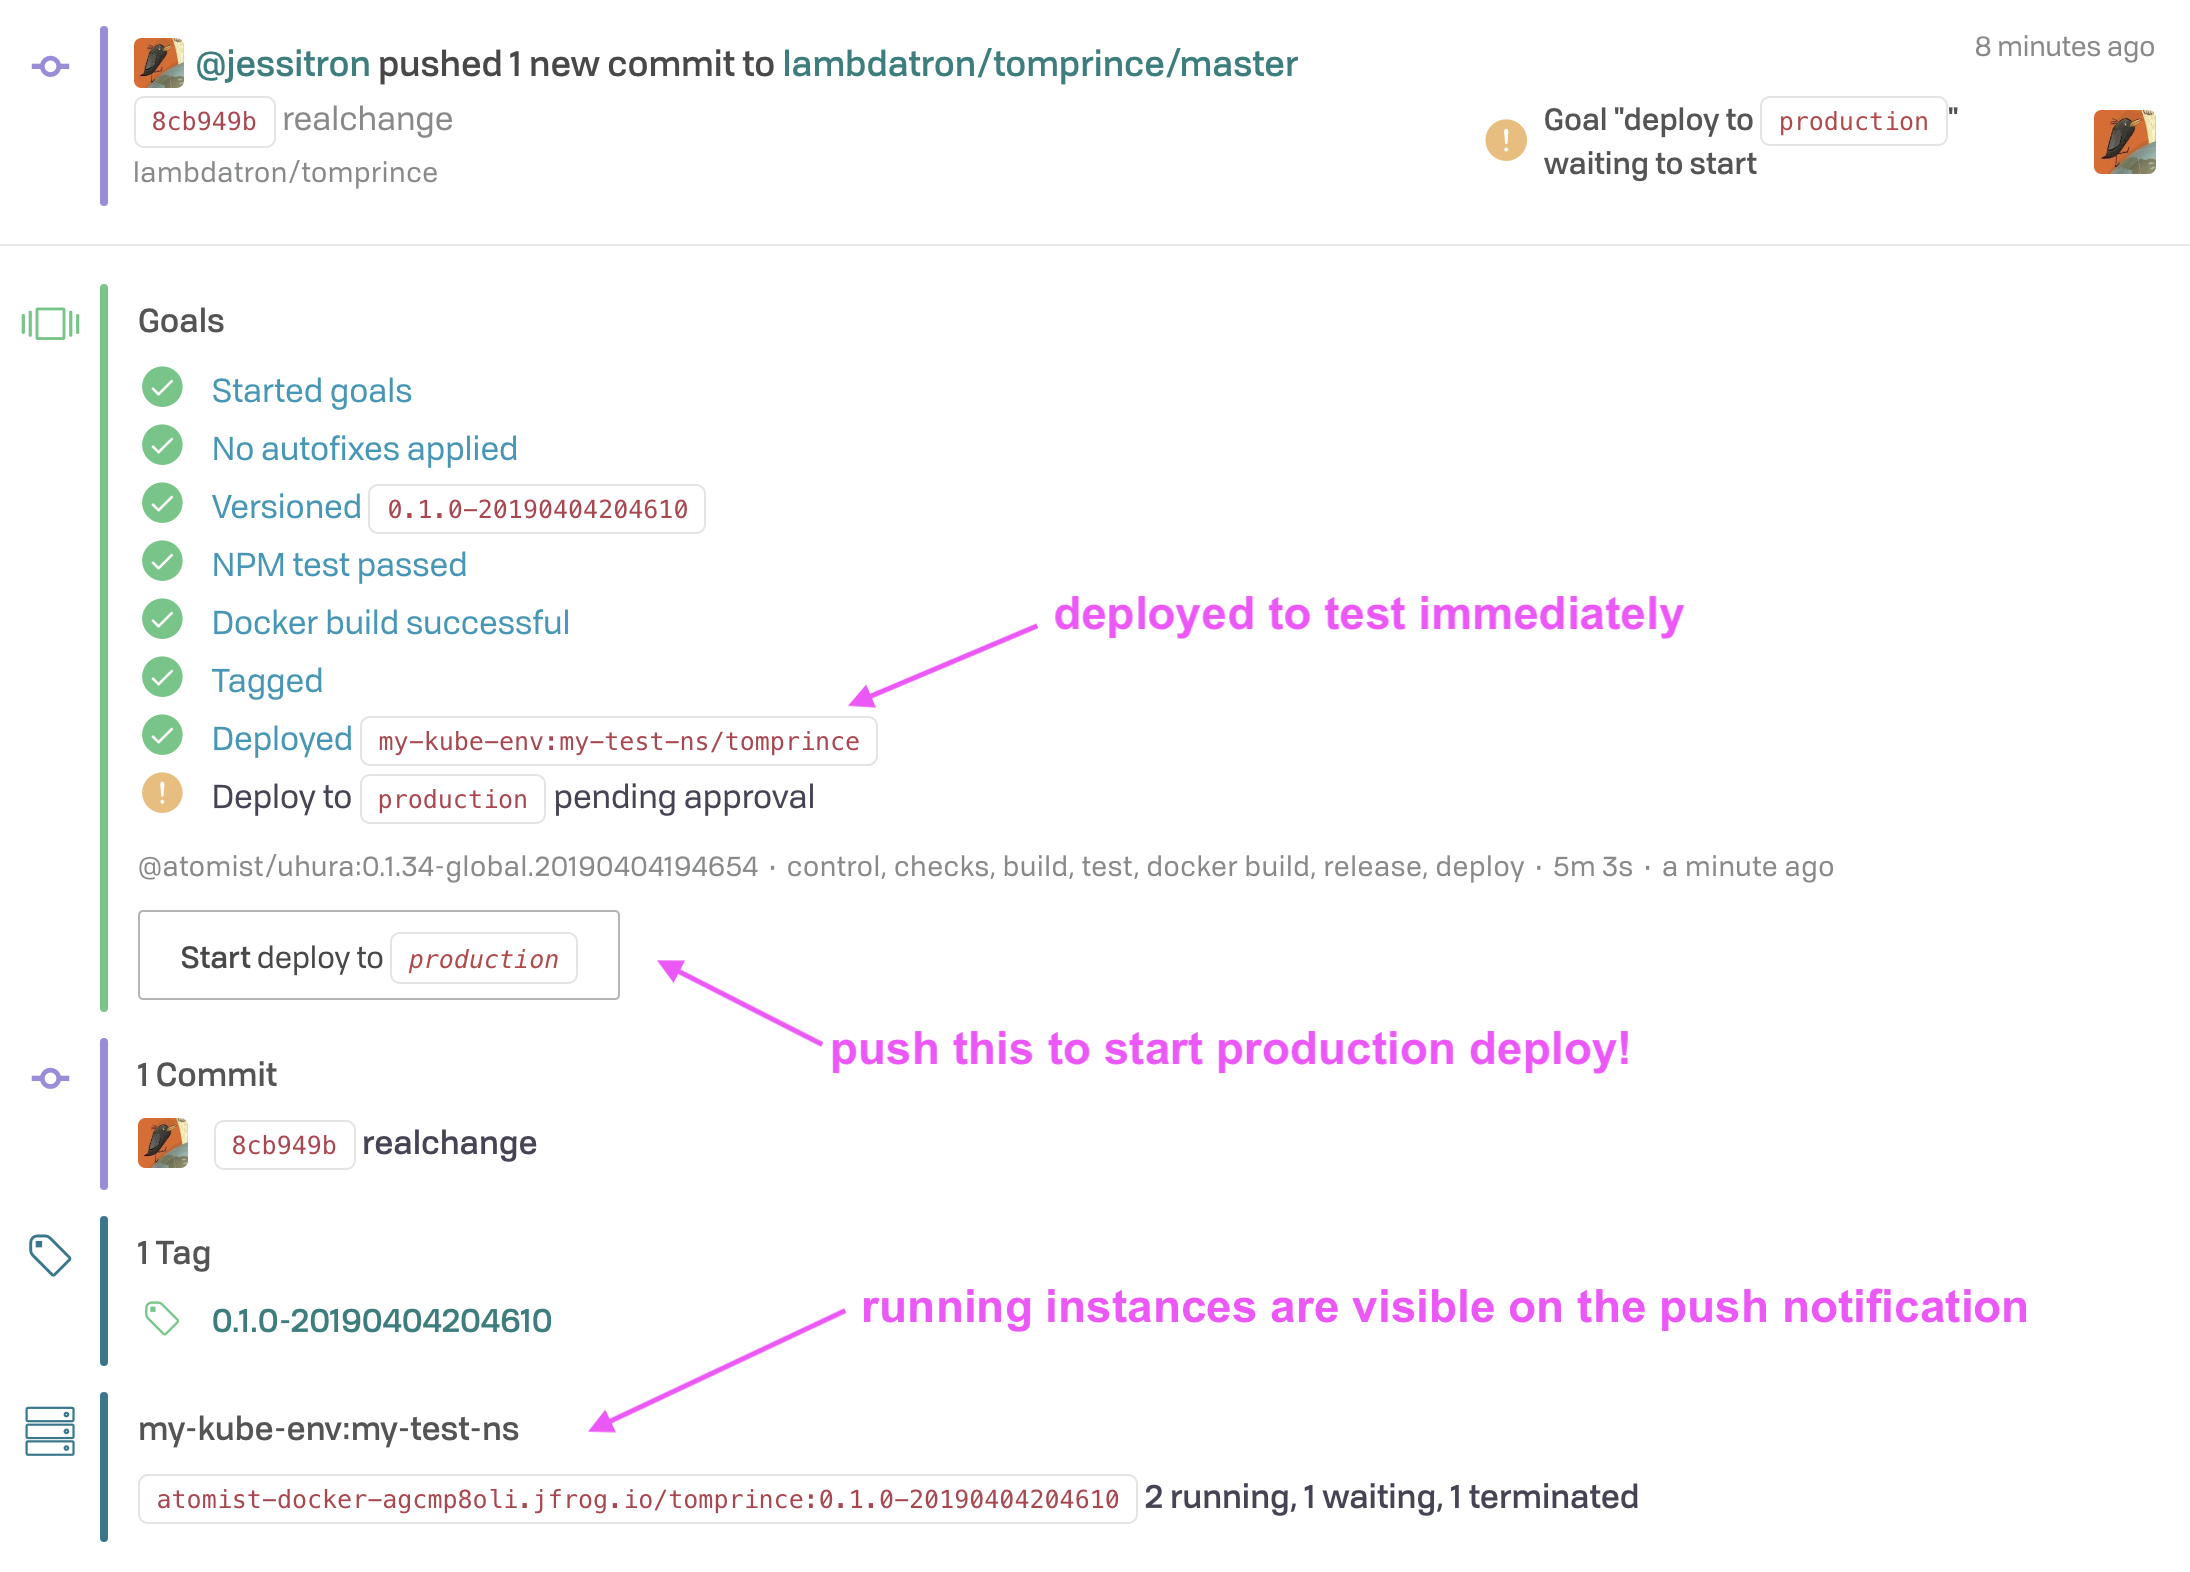 @jessitron pushed 1 new commit to lambdatron/tomprince/master
8 minutes ago
8cb949b realchange
lambdatron/tomprince
Goal "deploy to production"
waiting to start
Goals
Started goals
No autofixes applied
Versioned 0.1.0-20190404204610
NPM test passed
Docker build successful
deployed to test immediately
Tagged
Deployed my-kube-env:my-test-ns/tomprince
Deploy to production pending approval
@atomist/uhura:0.1.34-global.20190404194654 · control, checks, build, test, docker build, release, deploy · 5m 3s · a minute ago
Start deploy to production
push this to start production deploy!
1 Commit
8cb949b realchange
1 Tag
0.1.0-20190404204610
running instances are visible on the push notification
my-kube-env:my-test-ns
atomist-docker-agcmp8oli.jfrog.io/tomprince:0.1.0-20190404204610 2 running, 1 waiting, 1 terminated